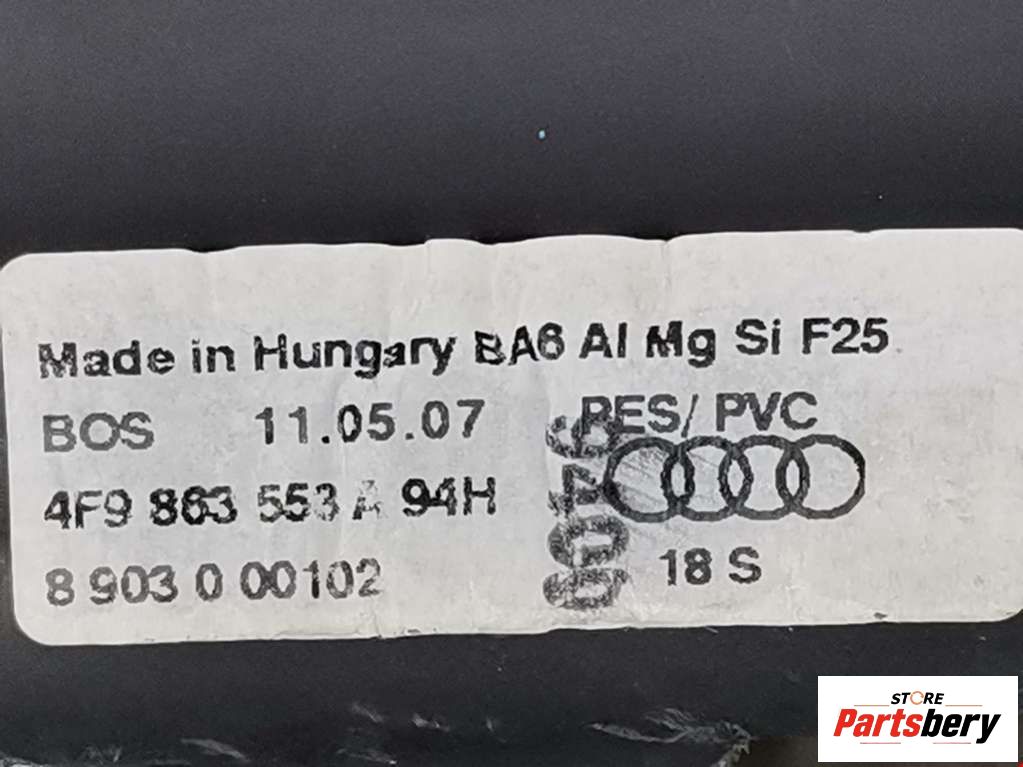 Made in Hungary BA6 Al Mg Si F25
BOS 11.05.07 PES/ PVC
4F9 863 553 A 94H
8 903 0 00102
18 S
STORE
Partsbery